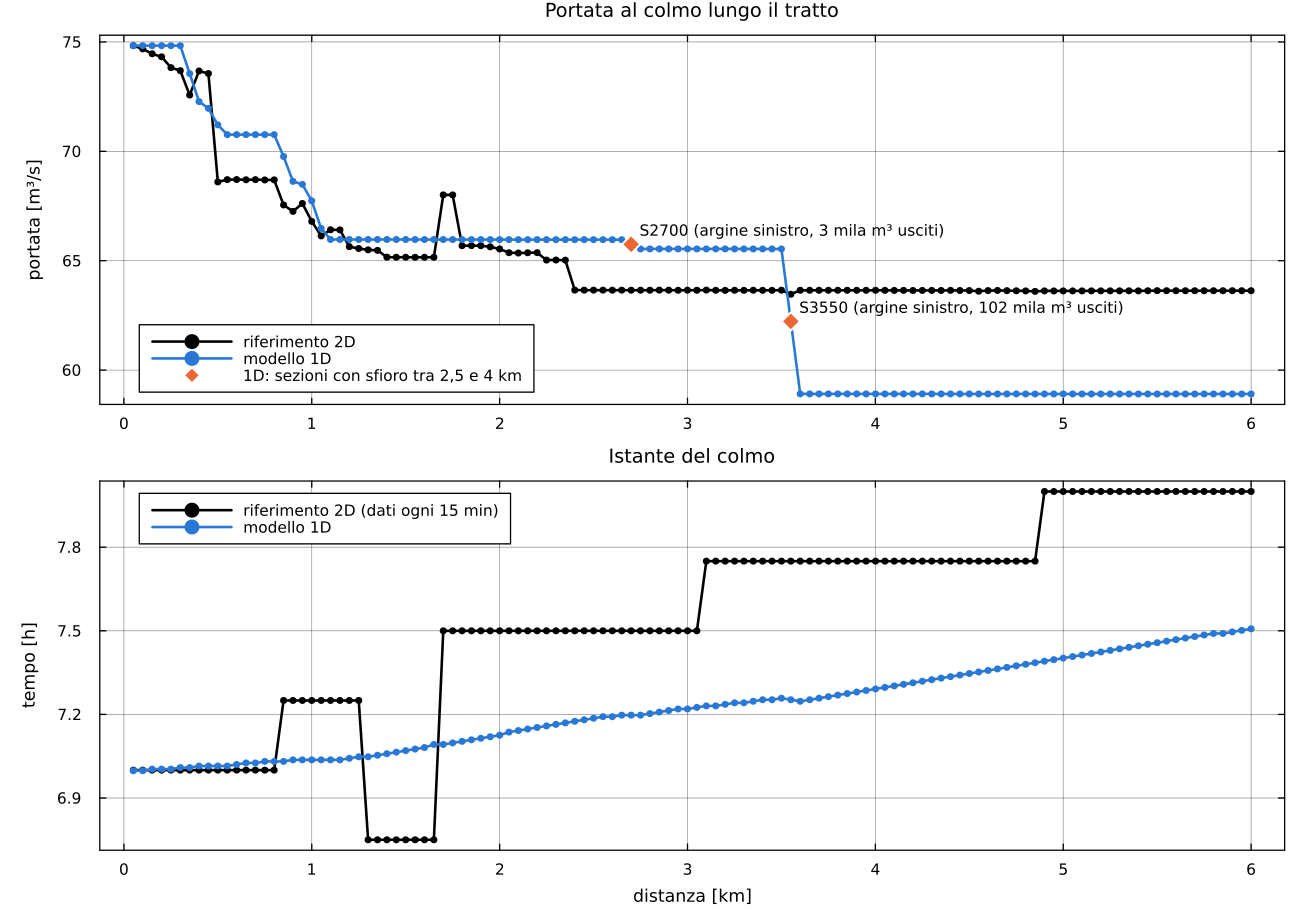 Portata al colmo lungo il tratto
portata [m³/s]
75
70
65
60
S2700 (argine sinistro, 3 mila m³ usciti)
S3550 (argine sinistro, 102 mila m³ usciti)
riferimento 2D
modello 1D
1D: sezioni con sfioro tra 2,5 e 4 km
0 1 2 3 4 5 6
Istante del colmo
tempo [h]
riferimento 2D (dati ogni 15 min)
modello 1D
7.8
7.5
7.2
6.9
0 1 2 3 4 5 6
distanza [km]